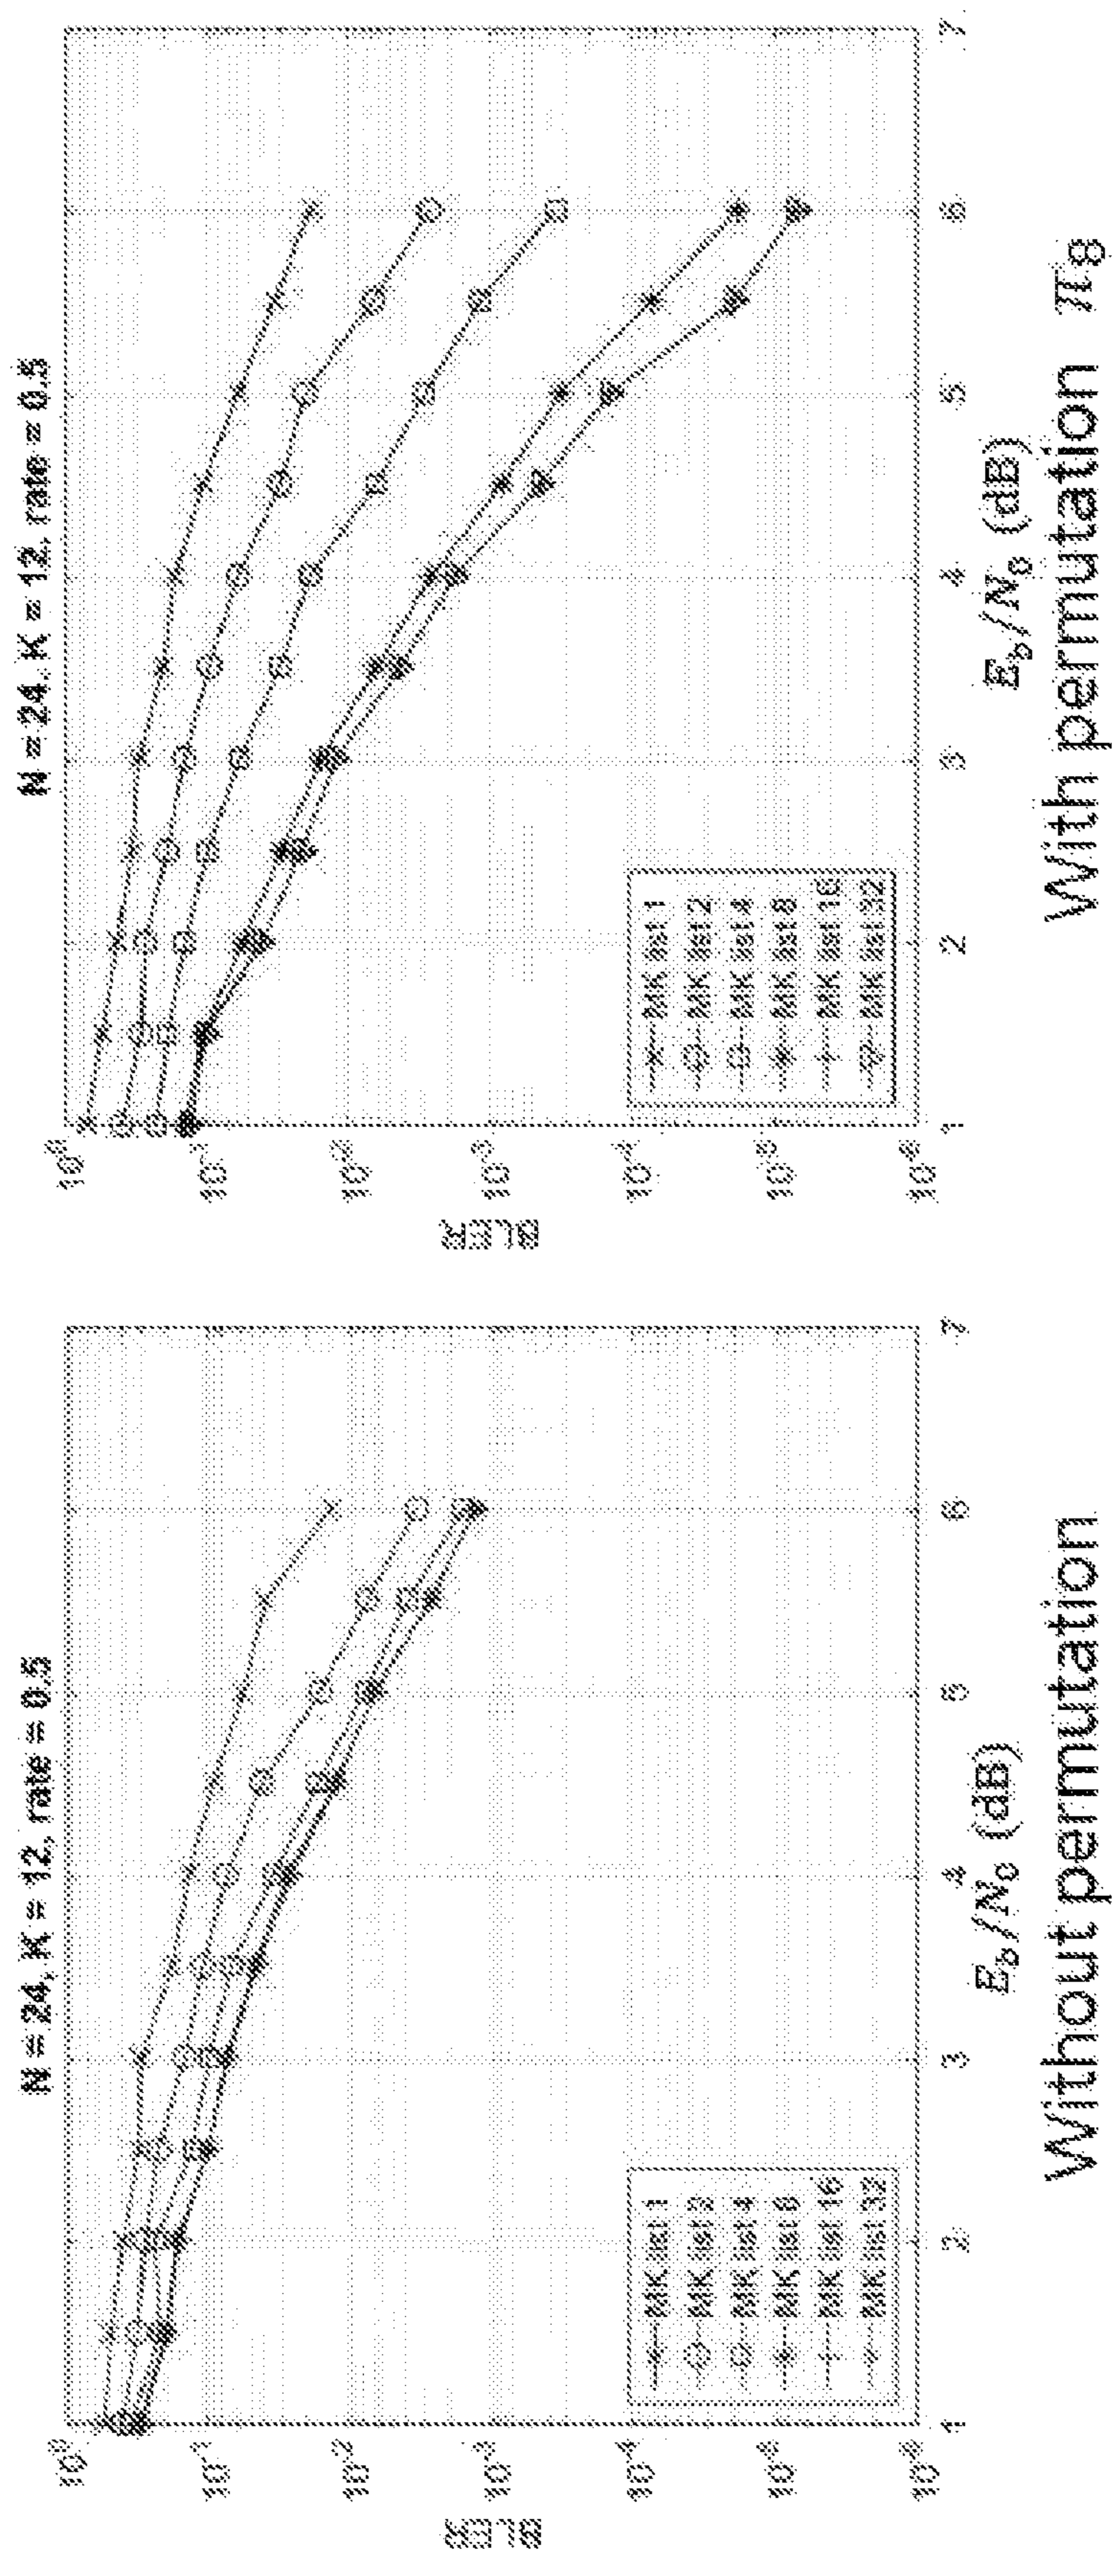 N = 24, K = 12, rate = 0.5
BLER
10^0
10^-1
10^-2
10^-3
10^-4
10^-5
10^-6
MK list 1
MK list 2
MK list 4
MK list 8
MK list 16
MK list 32
1 2 3 4 5 6 7
E_b/N_0 (dB)
Without permutation
N = 24, K = 12, rate = 0.5
BLER
10^0
10^-1
10^-2
10^-3
10^-4
10^-5
10^-6
MK list 1
MK list 2
MK list 4
MK list 8
MK list 16
MK list 32
1 2 3 4 5 6 7
E_b/N_0 (dB)
With permutation π_8